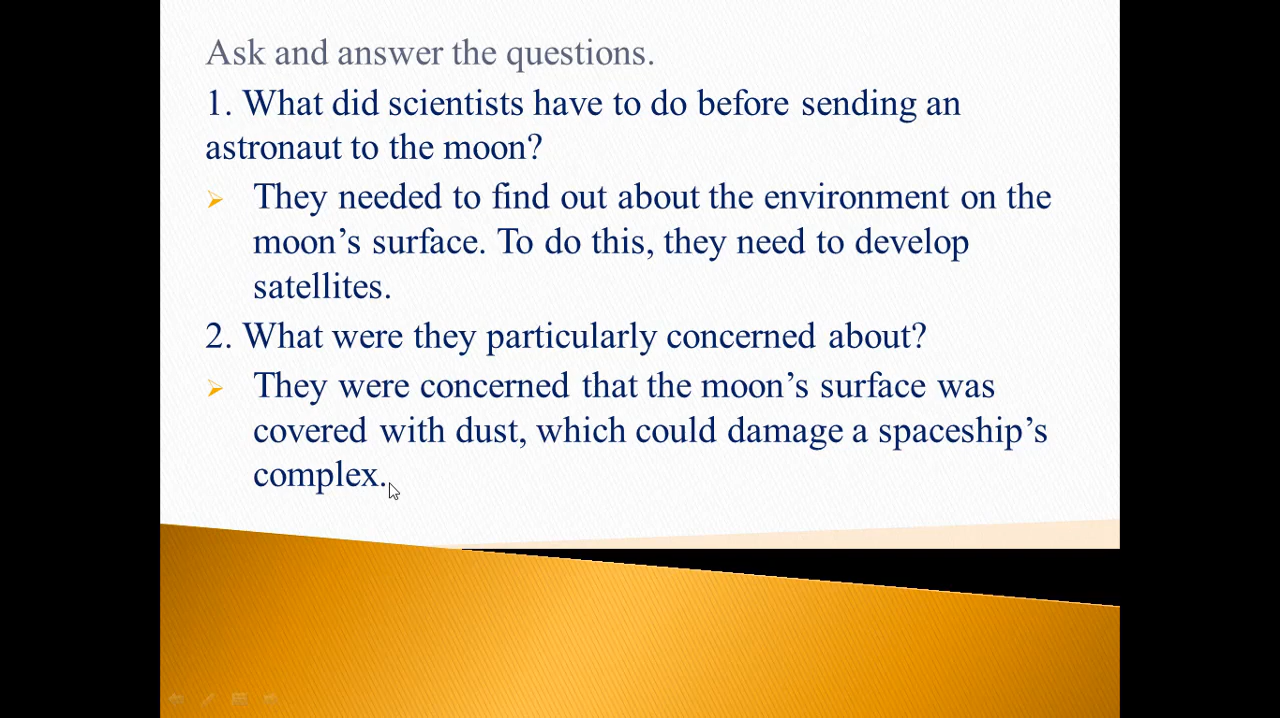 Ask and answer the questions.
1. What did scientists have to do before sending an
astronaut to the moon?
They needed to find out about the environment on the
moon’s surface. To do this, they need to develop
satellites.
2. What were they particularly concerned about?
They were concerned that the moon’s surface was
covered with dust, which could damage a spaceship’s
complex.